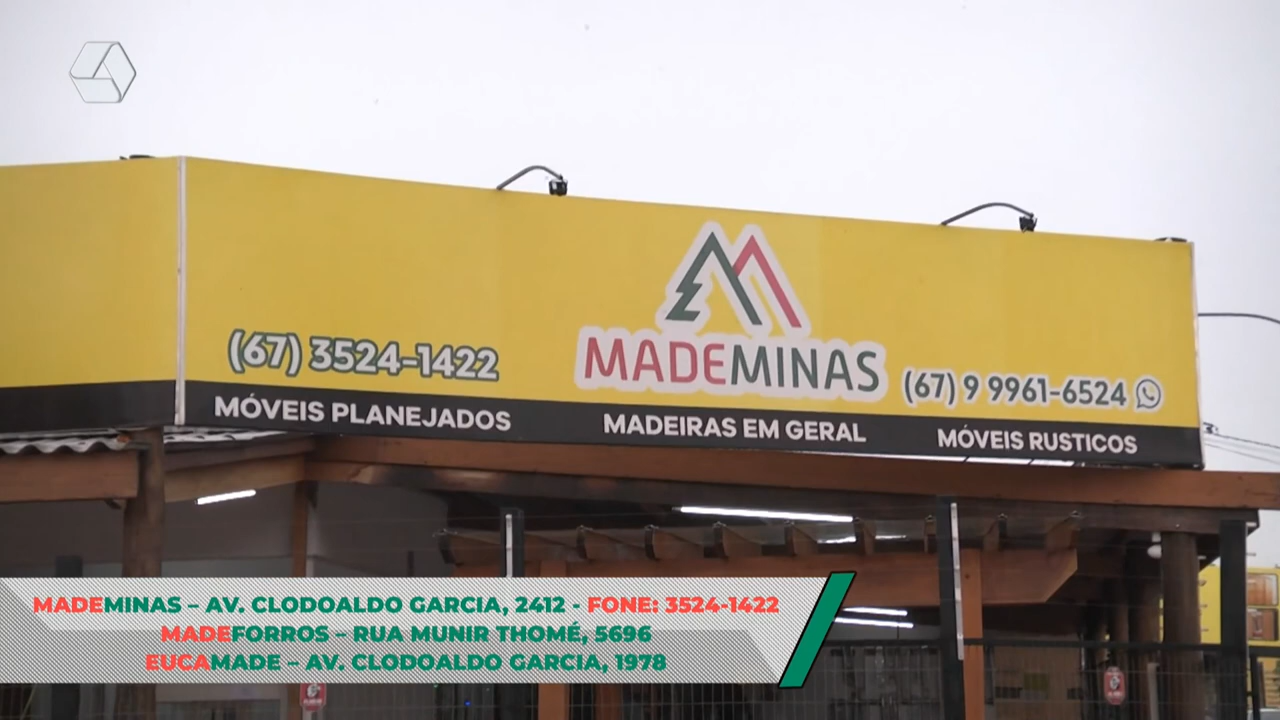 (67) 3524-1422
MADEMINAS
(67) 9 9961-6524
MÓVEIS PLANEJADOS
MADEIRAS EM GERAL
MÓVEIS RUSTICOS
MADEMINAS – AV. CLODOALDO GARCIA, 2412 - FONE: 3524-1422
MADEFORROS – RUA MUNIR THOMÉ, 5696
EUCAMADE – AV. CLODOALDO GARCIA, 1978